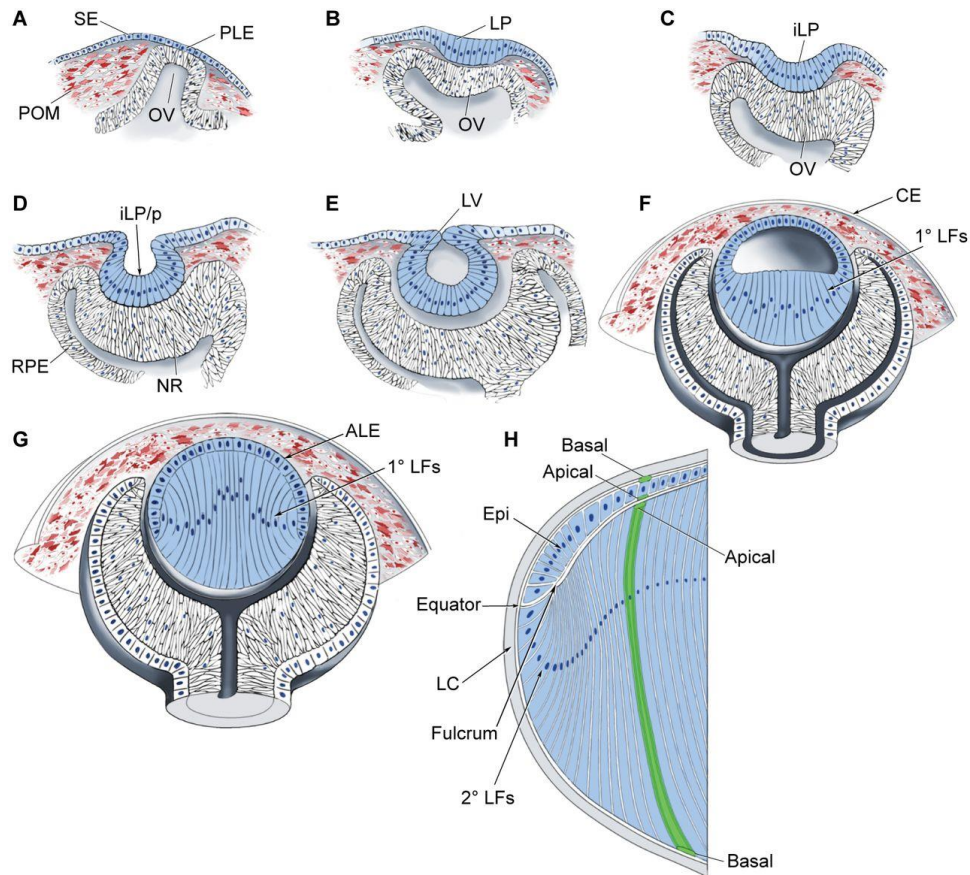 A
SE
PLE
POM
OV
B
LP
OV
C
iLP
OV
D
iLP/p
RPE
NR
E
LV
F
CE
1° LFs
G
ALE
1° LFs
H
Basal
Apical
Epi
Apical
Equator
LC
Fulcrum
2° LFs
Basal